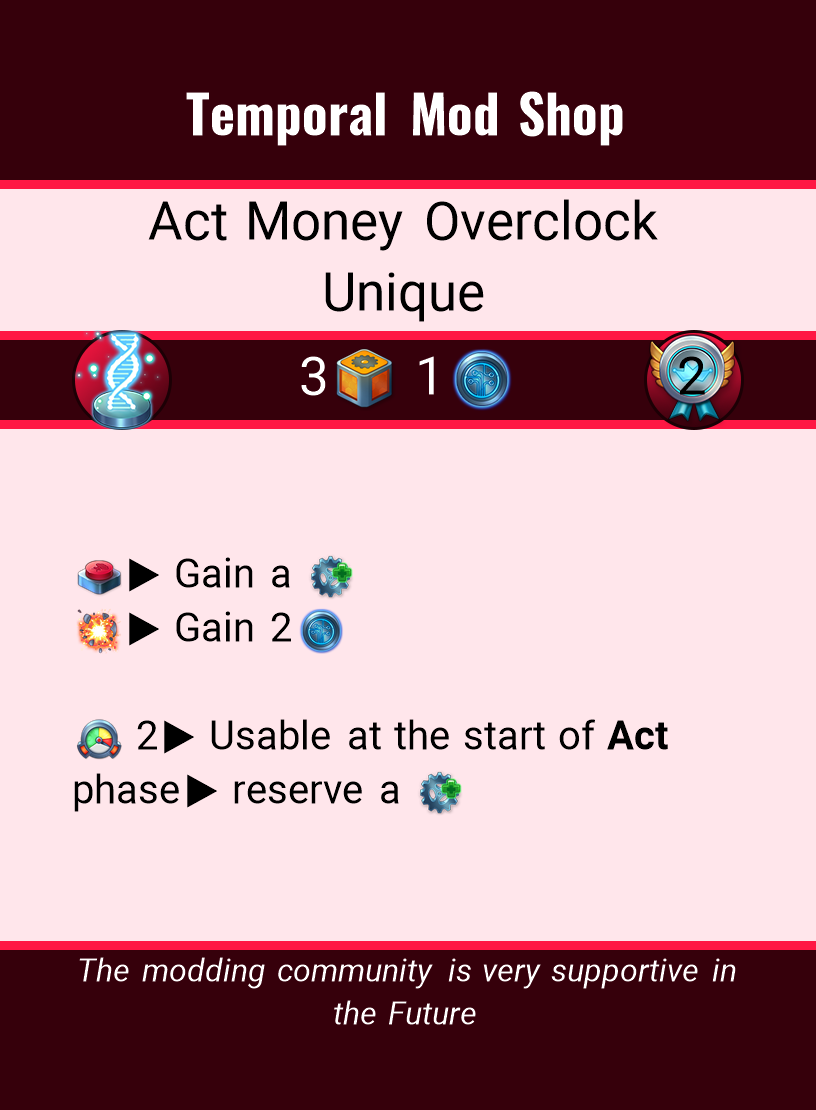 Temporal Mod Shop
Act Money Overclock
Unique
3 1 2
▶ Gain a
▶ Gain 2
2▶ Usable at the start of Act
phase▶ reserve a
The modding community is very supportive in
the Future